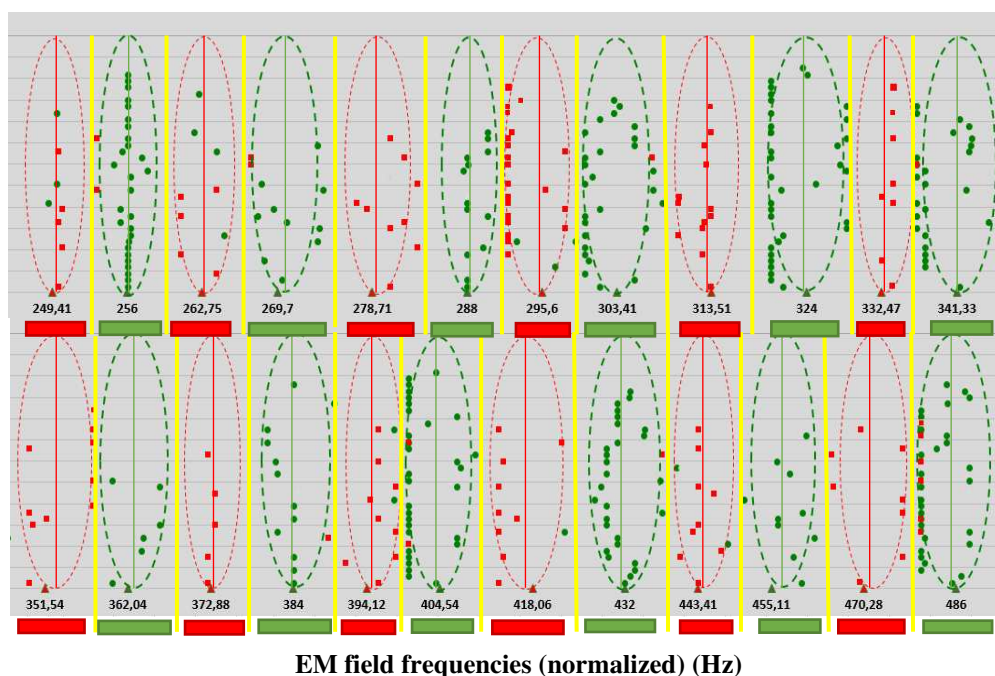 249,41 256 262,75 269,7 278,71 288 295,6 303,41 313,51 324 332,47 341,33
351,54 362,04 372,88 384 394,12 404,54 418,06 432 443,41 455,11 470,28 486
EM field frequencies (normalized) (Hz)